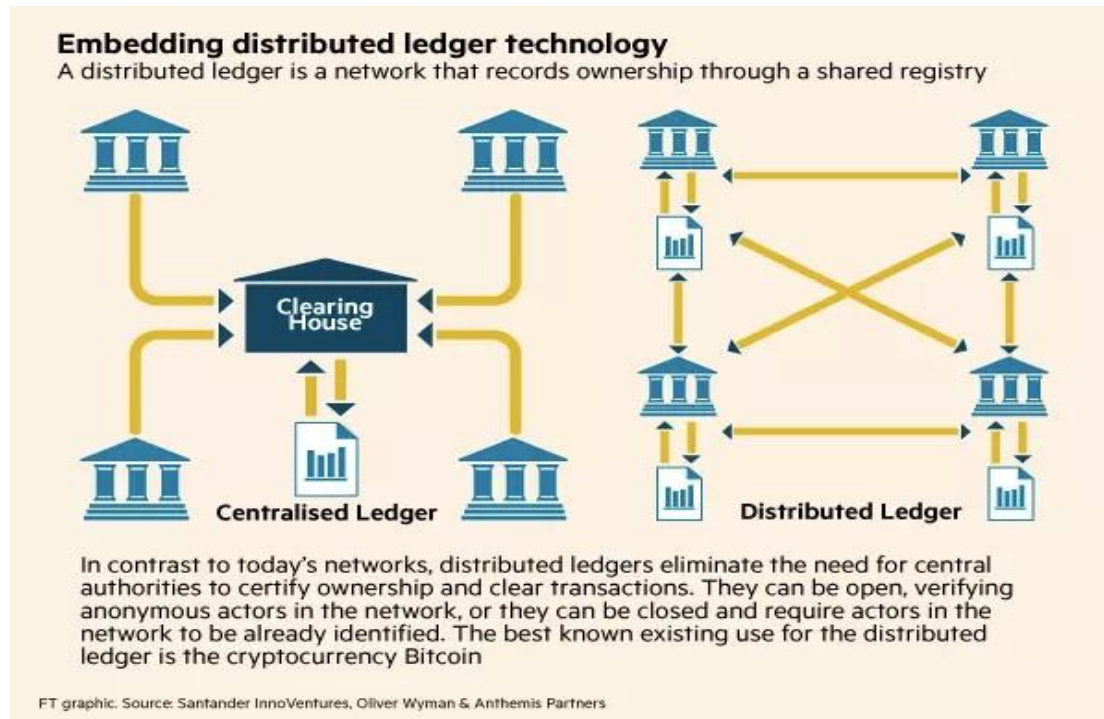 Embedding distributed ledger technology
A distributed ledger is a network that records ownership through a shared registry
Clearing
House
Centralised Ledger
Distributed Ledger
In contrast to today's networks, distributed ledgers eliminate the need for central
authorities to certify ownership and clear transactions. They can be open, verifying
anonymous actors in the network, or they can be closed and require actors in the
network to be already identified. The best known existing use for the distributed
ledger is the cryptocurrency Bitcoin
FT graphic. Source: Santander InnoVentures, Oliver Wyman & Anthemis Partners